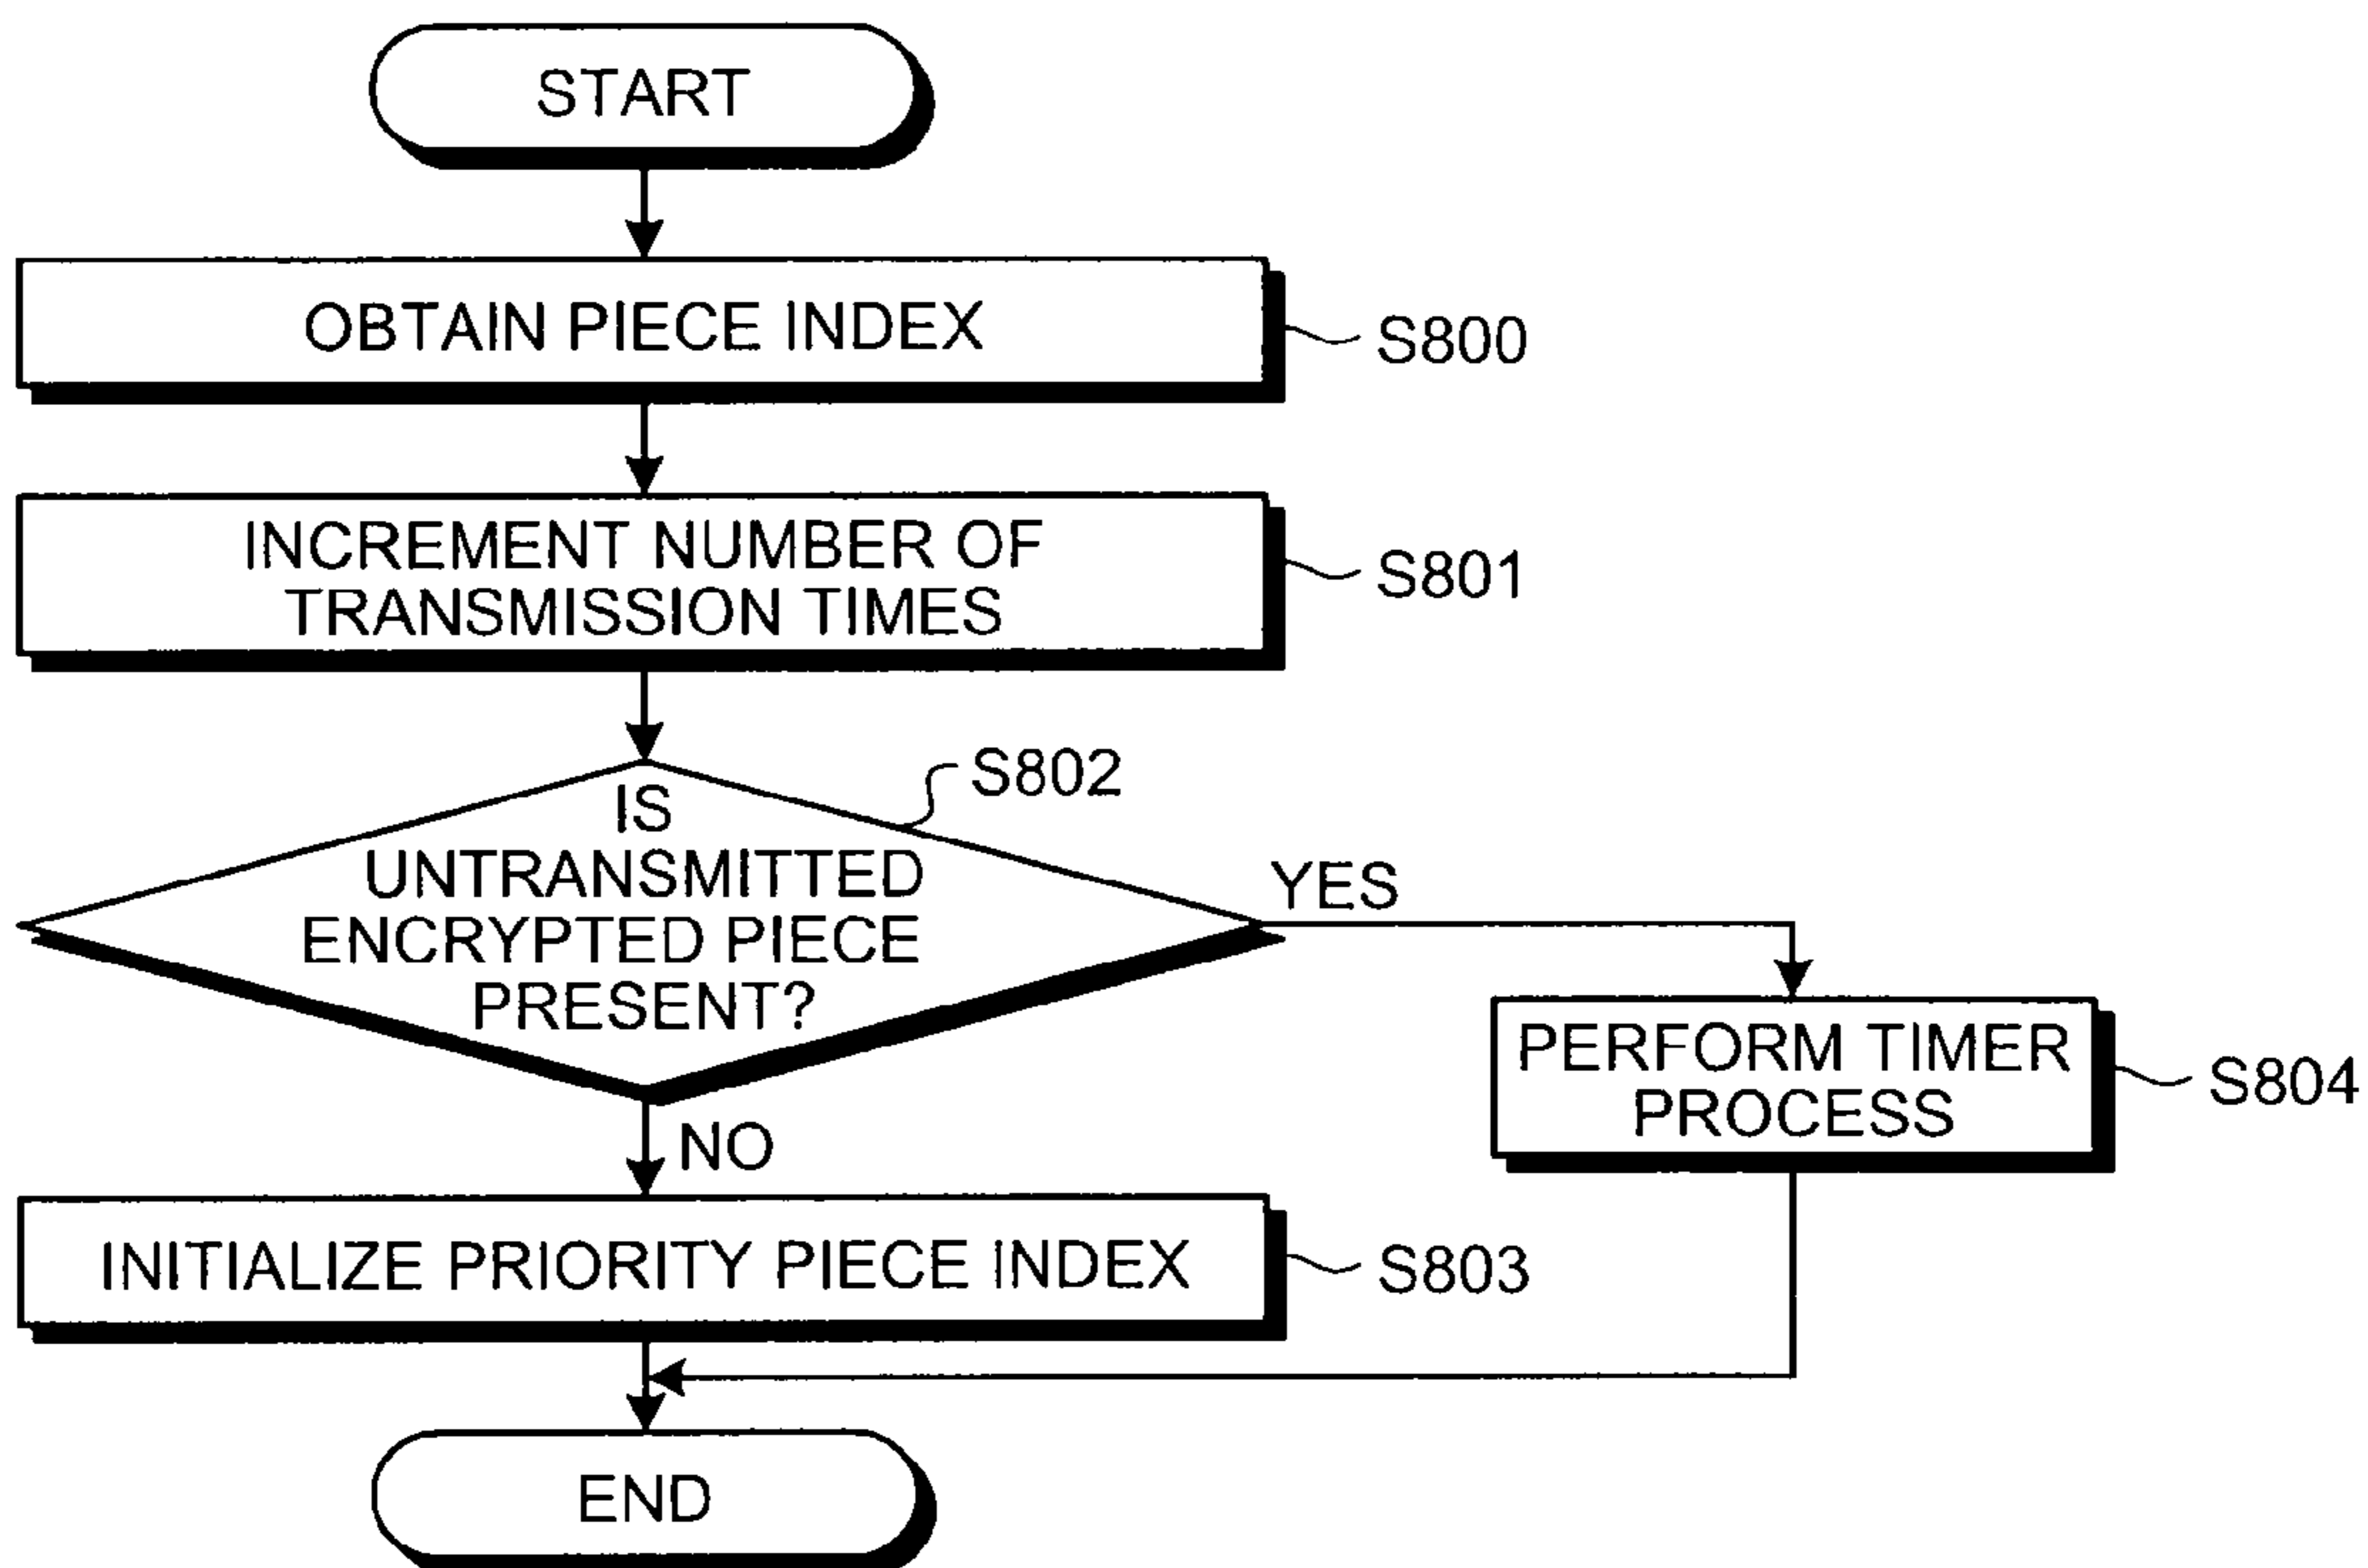 START
OBTAIN PIECE INDEX
S800
INCREMENT NUMBER OF
TRANSMISSION TIMES
S801
S802
IS
UNTRANSMITTED
ENCRYPTED PIECE
PRESENT?
YES
PERFORM TIMER
PROCESS
S804
NO
INITIALIZE PRIORITY PIECE INDEX
S803
END